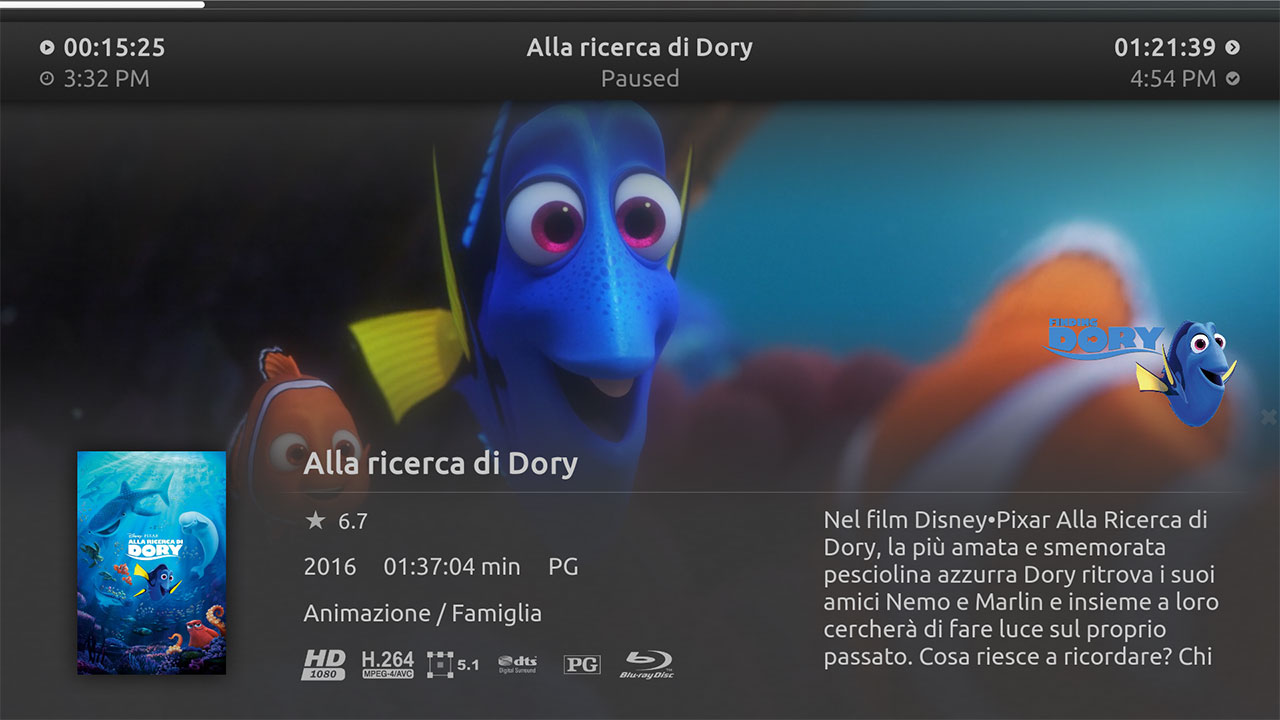 00:15:25
Alla ricerca di Dory
01:21:39
3:32 PM
Paused
4:54 PM
FINDING
DORY
Alla ricerca di Dory
6.7
2016 01:37:04 min PG
Animazione / Famiglia
HD 1080
H.264 MPEG-4/AVC
5.1
dts Digital Surround
PG
Blu-ray Disc
Nel film Disney•Pixar Alla Ricerca di
Dory, la più amata e smemorata
pesciolina azzurra Dory ritrova i suoi
amici Nemo e Marlin e insieme a loro
cercherà di fare luce sul proprio
passato. Cosa riesce a ricordare? Chi
Disney PIXAR
ALLA RICERCA DI
DORY